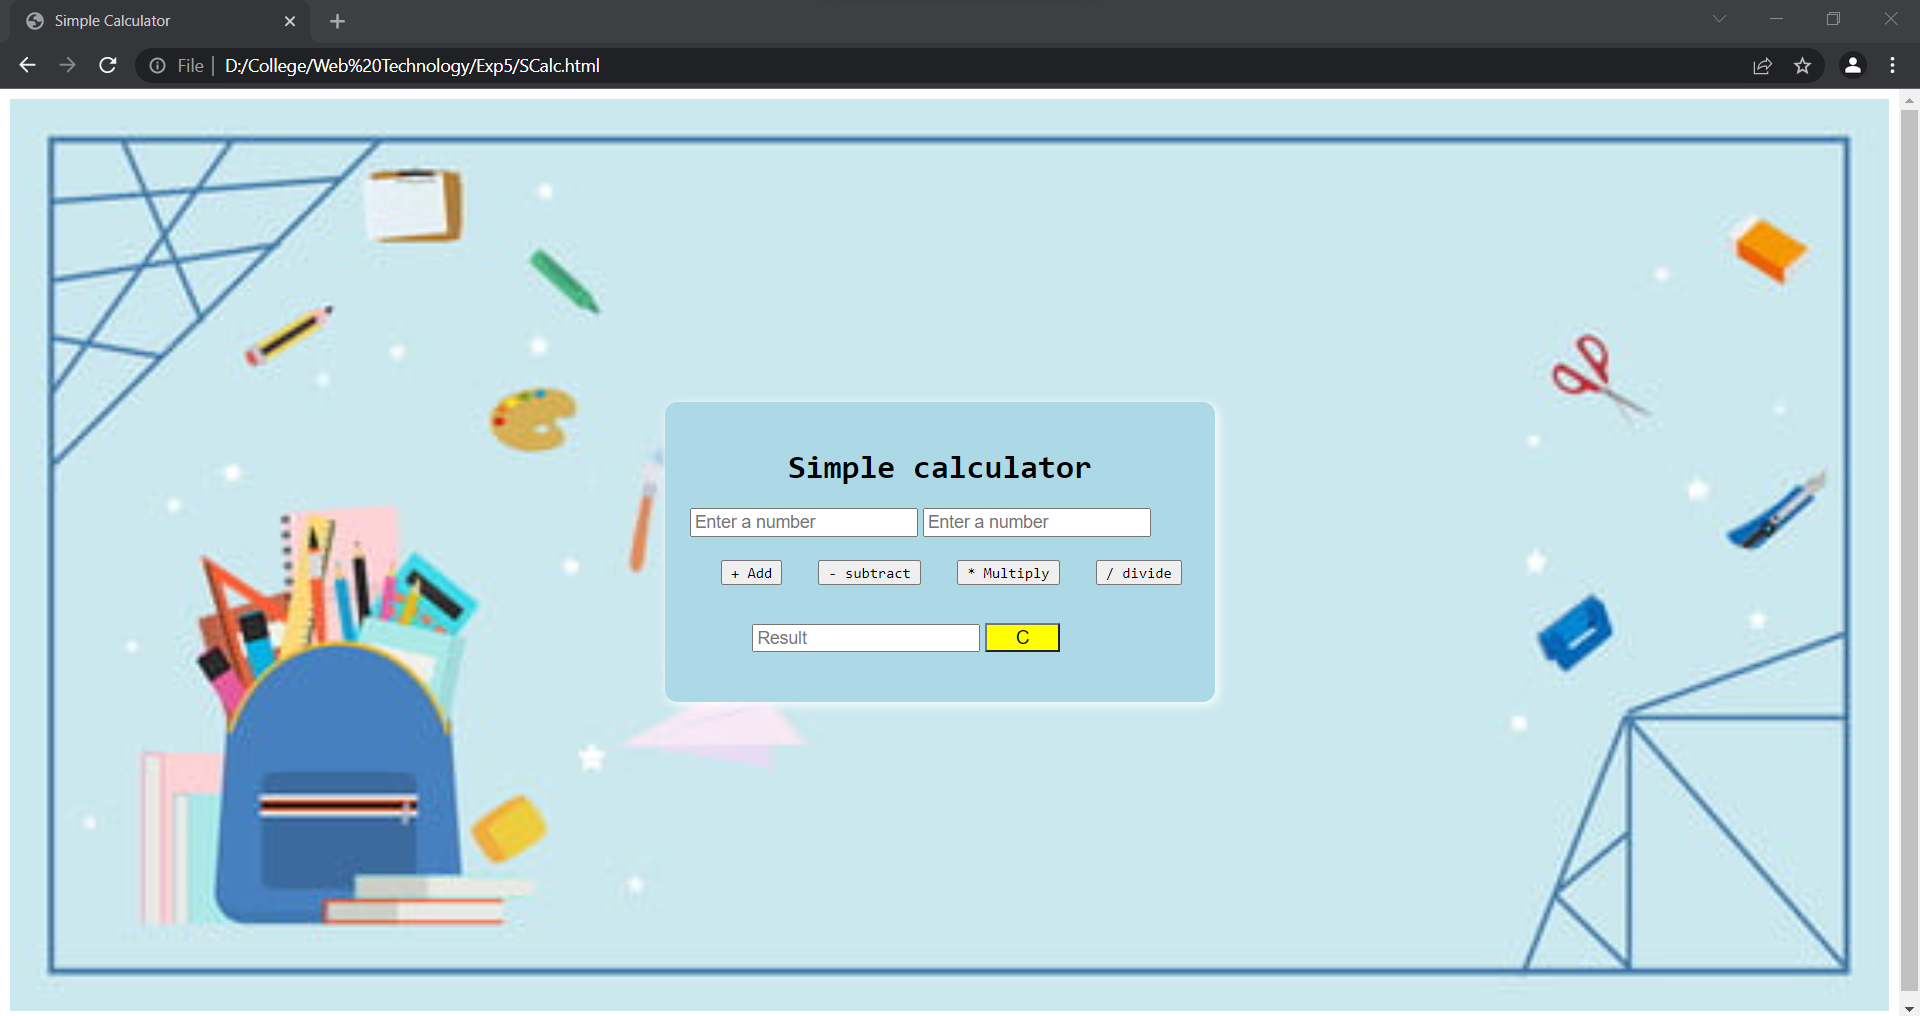 Simple Calculator
File | D:/College/Web%20Technology/Exp5/SCalc.html
Simple calculator
Enter a number Enter a number
+ Add - subtract * Multiply / divide
Result C